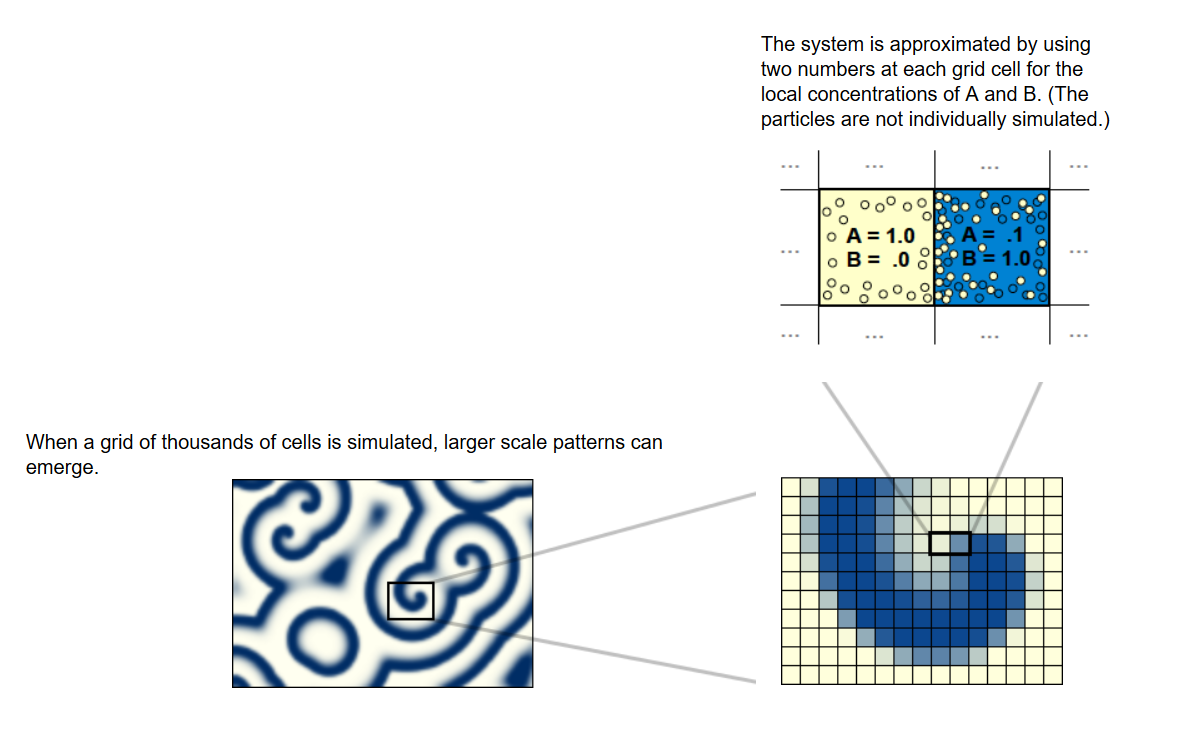 The system is approximated by using
two numbers at each grid cell for the
local concentrations of A and B. (The
particles are not individually simulated.)
... ... ... ...
A = 1.0 A = .1
... B = .0 B = 1.0 ...
... ... ... ...
When a grid of thousands of cells is simulated, larger scale patterns can
emerge.